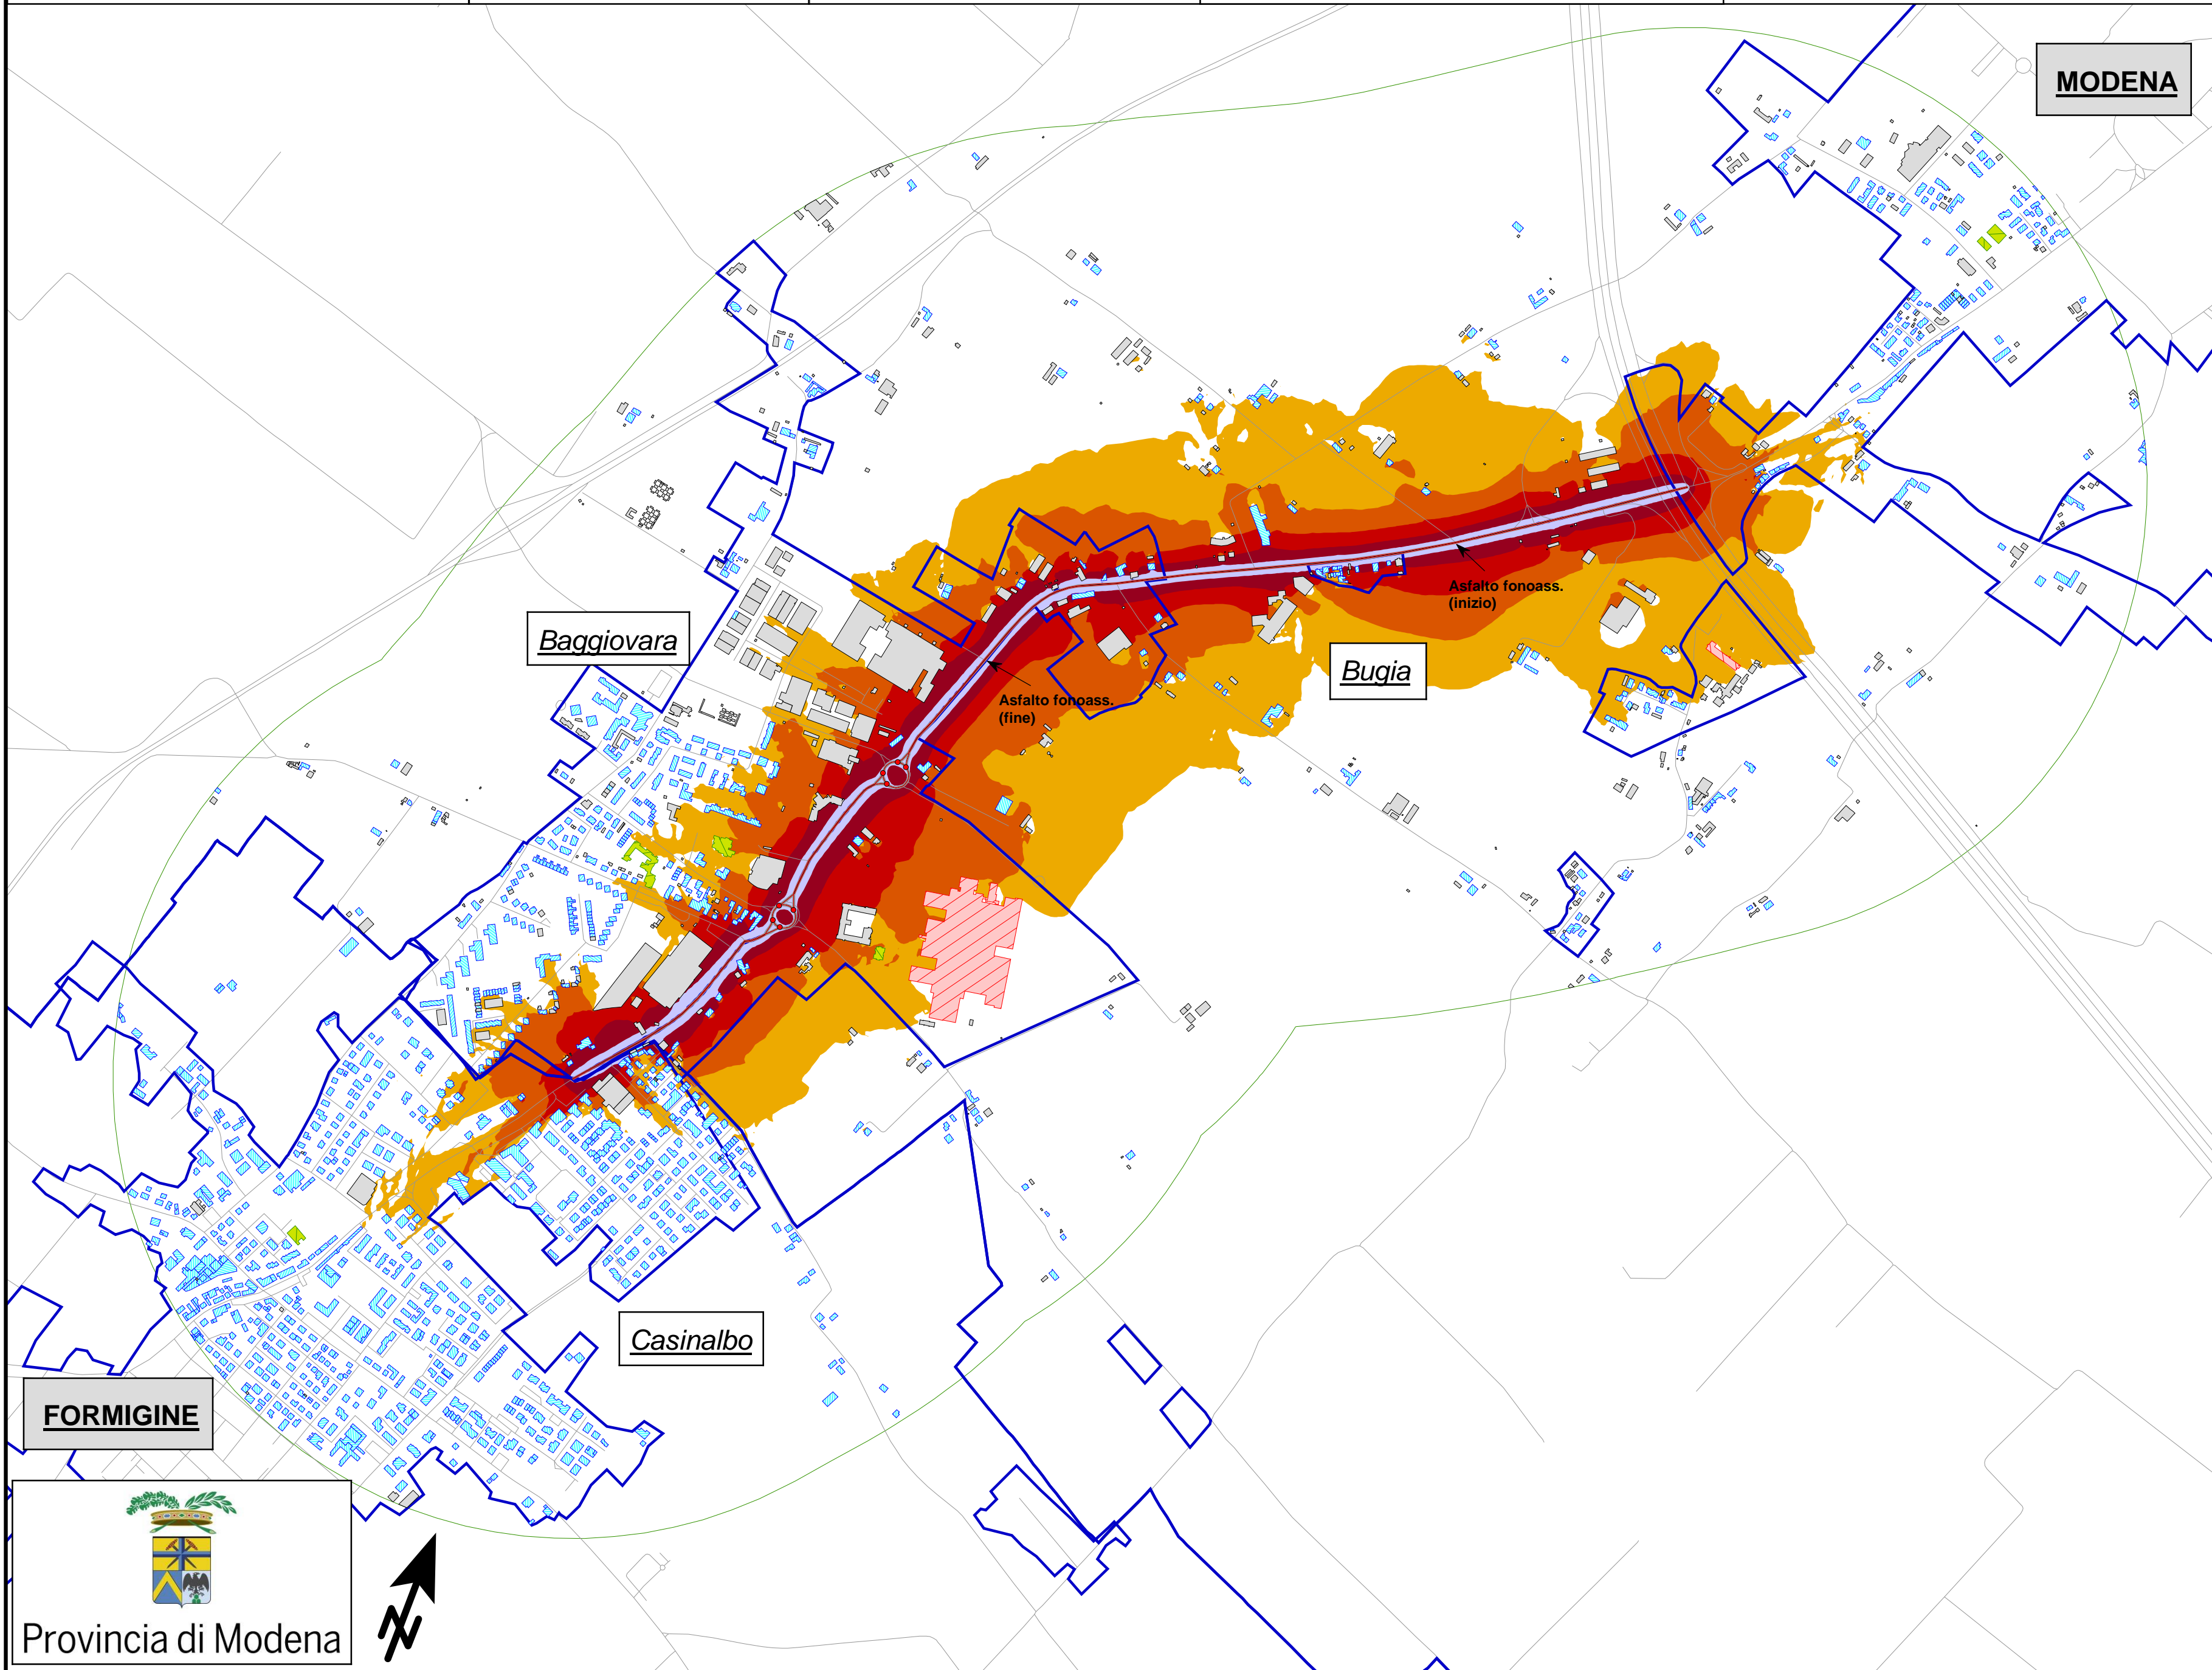 MODENA
Baggiovara
Asfalto fonoass.
(inizio)
Bugia
Asfalto fonoass.
(fine)
Casinalbo
FORMIGINE
Provincia di Modena
N